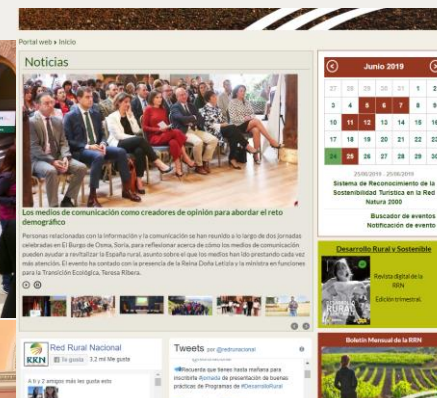 Portal web ▸ Inicio
Noticias
Los medios de comunicación como creadores de opinión para abordar el reto
demográfico
Personas relacionadas con la información y la comunicación se han reunido a lo largo de dos jornadas
celebradas en El Burgo de Osma, Soria, para reflexionar acerca de cómo los medios de comunicación
pueden ayudar a revitalizar la España rural, asunto sobre el que los medios han ido prestando cada vez
más atención. El evento ha contado con la presencia de la Reina Doña Letizia y la ministra en funciones
para la Transición Ecológica, Teresa Ribera.
Junio 2019
27 28 29 30 31 1 2
3 4 5 6 7 8 9
10 11 12 13 14 15 16
17 18 19 20 21 22 23
24 25 26 27 28 29 30
25/06/2019 - 25/06/2019
Sistema de Reconocimiento de la
Sostenibilidad Turística en la Red
Natura 2000
Buscador de eventos
Notificación de evento
Desarrollo Rural y Sostenible
Revista digital de la
RRN
Edición trimestral.
Boletín Mensual de la RRN
RRN
Red Rural Nacional
Te gusta 3,2 mil Me gusta
A ti y 2 amigos más les gusta esto
Tweets por @redruralnacional
Recuerda que tienes hasta mañana para
inscribirte #jornada de presentación de buenas
prácticas de Programas de #DesarrolloRural